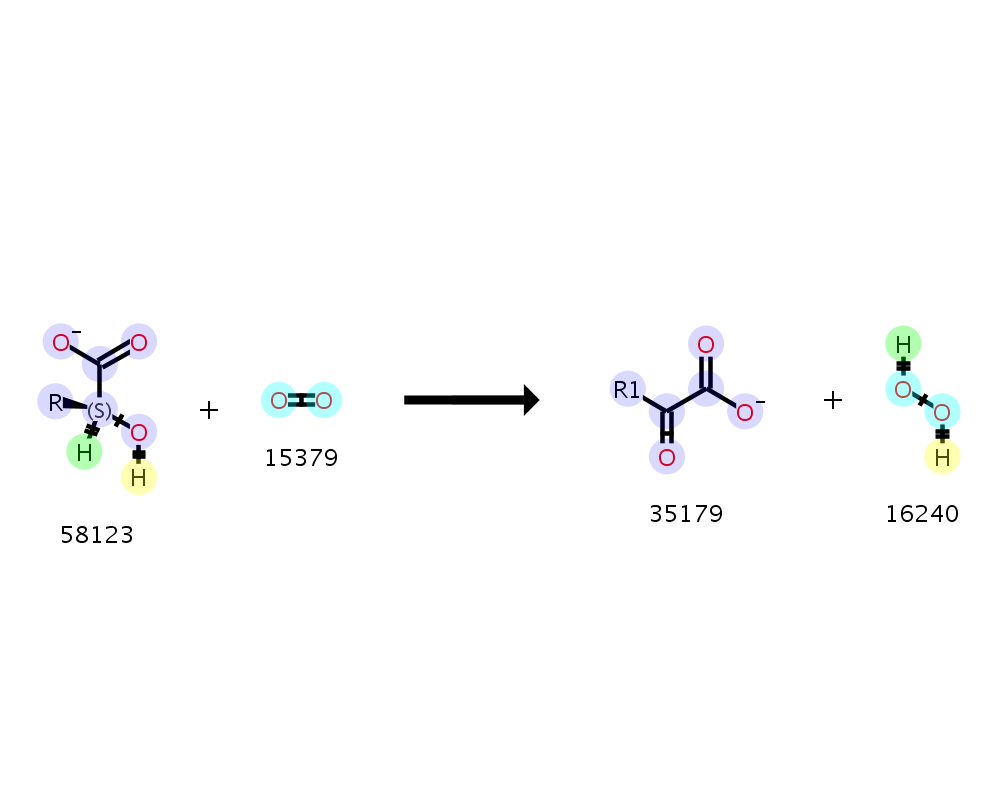 O− O
R (S) O
H H
58123
+
O O
15379
R1 O O− O
35179
+
H O O H
16240